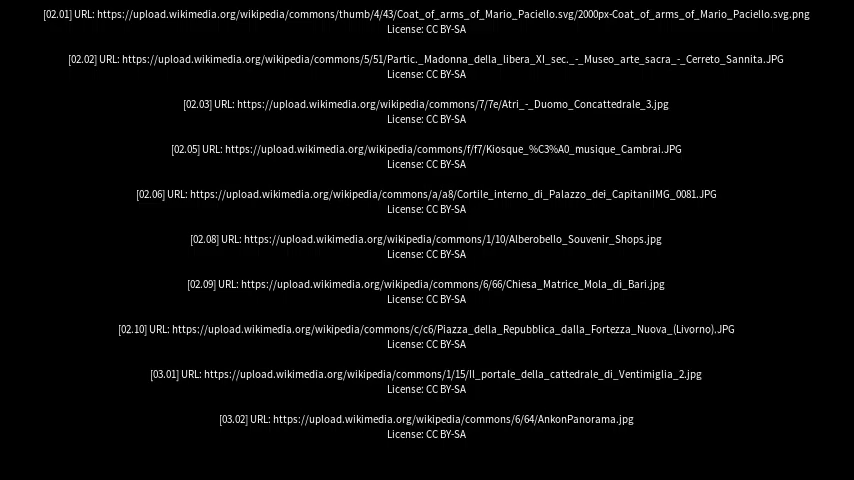 [02.01] URL: https://upload.wikimedia.org/wikipedia/commons/thumb/4/43/Coat_of_arms_of_Mario_Paciello.svg/2000px-Coat_of_arms_of_Mario_Paciello.svg.png
License: CC BY-SA
[02.02] URL: https://upload.wikimedia.org/wikipedia/commons/5/51/Partic._Madonna_della_libera_XI_sec._-_Museo_arte_sacra_-_Cerreto_Sannita.JPG
License: CC BY-SA
[02.03] URL: https://upload.wikimedia.org/wikipedia/commons/7/7e/Atri_-_Duomo_Concattedrale_3.jpg
License: CC BY-SA
[02.05] URL: https://upload.wikimedia.org/wikipedia/commons/f/f7/Kiosque_%C3%A0_musique_Cambrai.JPG
License: CC BY-SA
[02.06] URL: https://upload.wikimedia.org/wikipedia/commons/a/a8/Cortile_interno_di_Palazzo_dei_CapitaniIMG_0081.JPG
License: CC BY-SA
[02.08] URL: https://upload.wikimedia.org/wikipedia/commons/1/10/Alberobello_Souvenir_Shops.jpg
License: CC BY-SA
[02.09] URL: https://upload.wikimedia.org/wikipedia/commons/6/66/Chiesa_Matrice_Mola_di_Bari.jpg
License: CC BY-SA
[02.10] URL: https://upload.wikimedia.org/wikipedia/commons/c/c6/Piazza_della_Repubblica_dalla_Fortezza_Nuova_(Livorno).JPG
License: CC BY-SA
[03.01] URL: https://upload.wikimedia.org/wikipedia/commons/1/15/Il_portale_della_cattedrale_di_Ventimiglia_2.jpg
License: CC BY-SA
[03.02] URL: https://upload.wikimedia.org/wikipedia/commons/6/64/AnkonPanorama.jpg
License: CC BY-SA